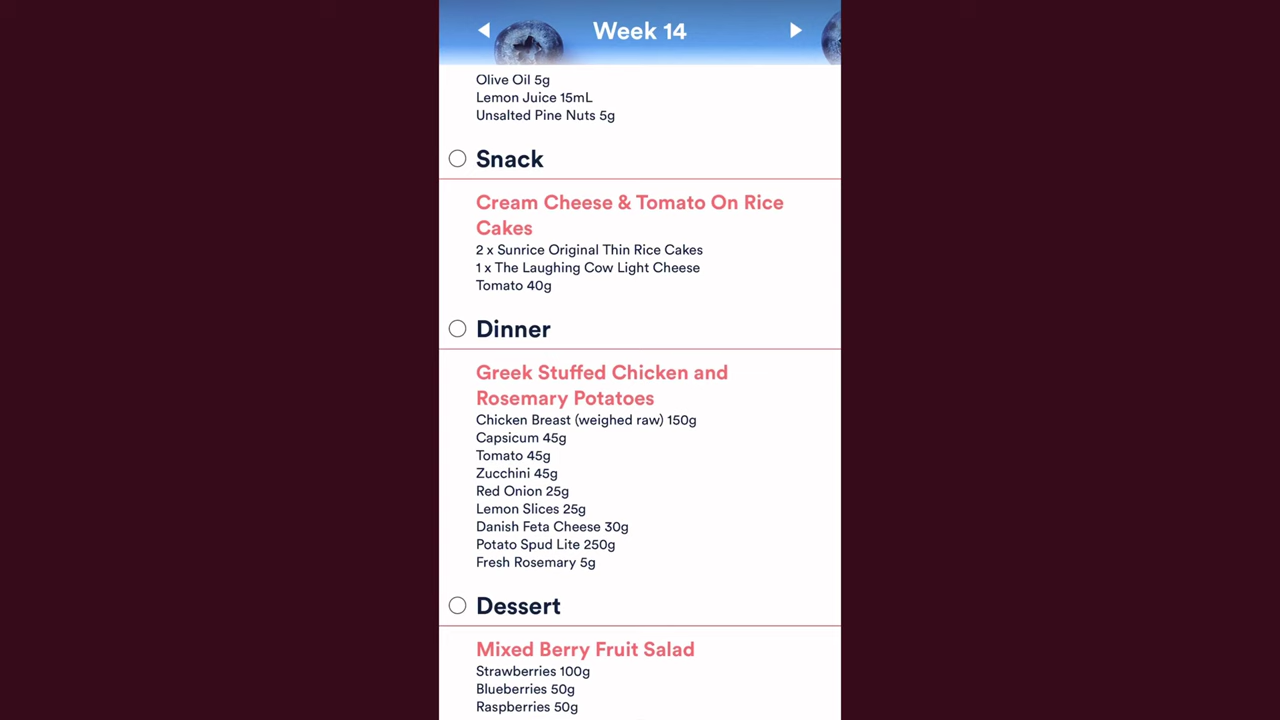 Week 14
Olive Oil 5g
Lemon Juice 15mL
Unsalted Pine Nuts 5g
Snack
Cream Cheese & Tomato On Rice
Cakes
2 x Sunrice Original Thin Rice Cakes
1 x The Laughing Cow Light Cheese
Tomato 40g
Dinner
Greek Stuffed Chicken and
Rosemary Potatoes
Chicken Breast (weighed raw) 150g
Capsicum 45g
Tomato 45g
Zucchini 45g
Red Onion 25g
Lemon Slices 25g
Danish Feta Cheese 30g
Potato Spud Lite 250g
Fresh Rosemary 5g
Dessert
Mixed Berry Fruit Salad
Strawberries 100g
Blueberries 50g
Raspberries 50g